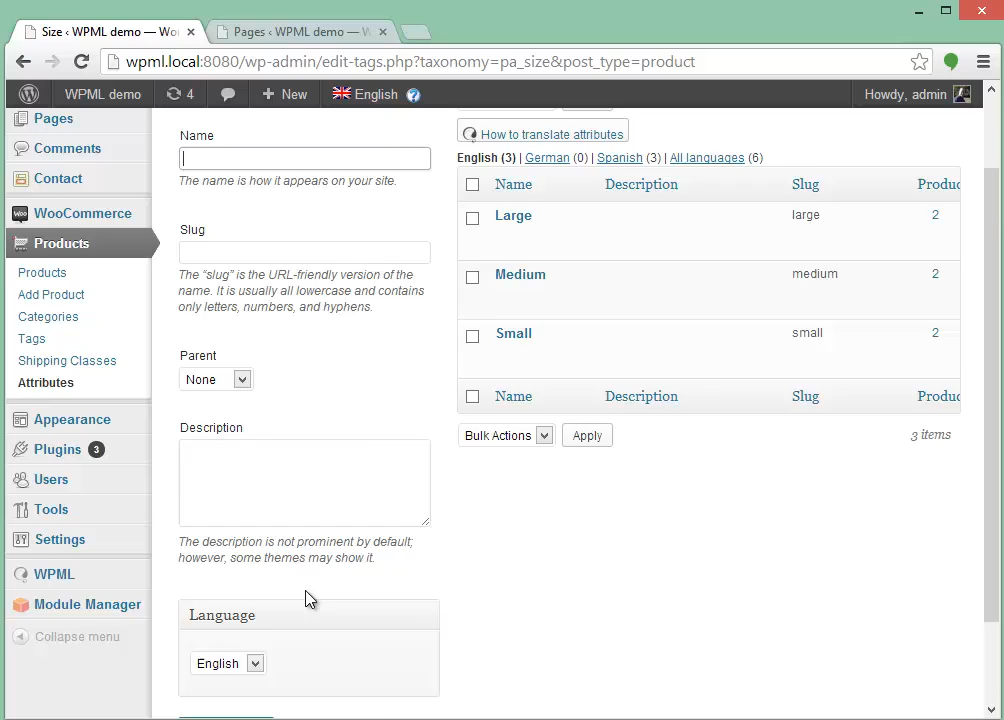 Size ‹ WPML demo — Wo
Pages ‹ WPML demo — W
wpml.local:8080/wp-admin/edit-tags.php?taxonomy=pa_size&post_type=product
WPML demo
4
New
English
Howdy, admin
Pages
Comments
Contact
WooCommerce
Products
Products
Add Product
Categories
Tags
Shipping Classes
Attributes
Appearance
Plugins 3
Users
Tools
Settings
WPML
Module Manager
Collapse menu
Name
The name is how it appears on your site.
Slug
The “slug” is the URL-friendly version of the
name. It is usually all lowercase and contains
only letters, numbers, and hyphens.
Parent
None
Description
The description is not prominent by default;
however, some themes may show it.
Language
English
How to translate attributes
English (3) | German (0) | Spanish (3) | All languages (6)
Name Description Slug Produc
Large large 2
Medium medium 2
Small small 2
Name Description Slug Produc
Bulk Actions Apply 3 items